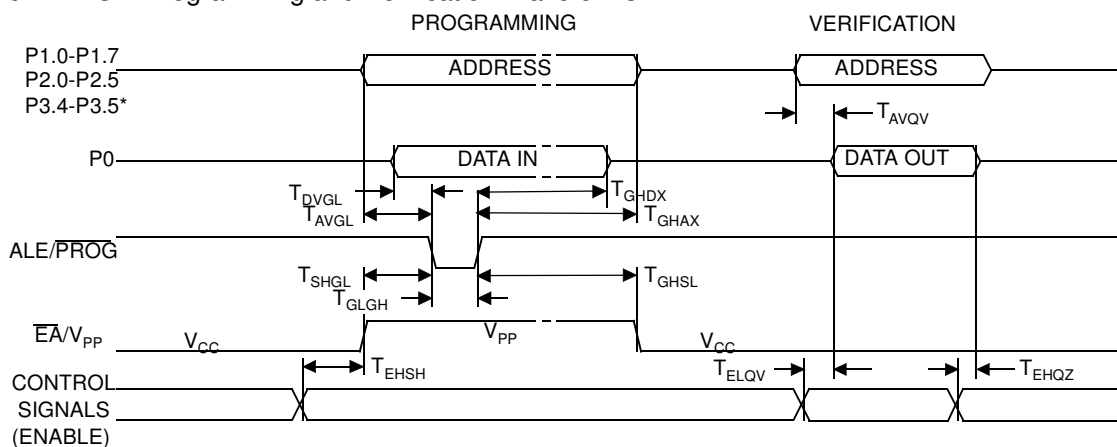 PROGRAMMING
VERIFICATION
P1.0-P1.7
P2.0-P2.5
P3.4-P3.5*
ADDRESS
ADDRESS
TAVQV
P0
DATA IN
DATA OUT
TDVGL
TGHDX
TAVGL
TGHAX
ALE/PROG
TSHGL
TGHSL
TGLGH
EA/VPP
VCC
VPP
VCC
TEHSH
TELQV
TEHQZ
CONTROL
SIGNALS
(ENABLE)